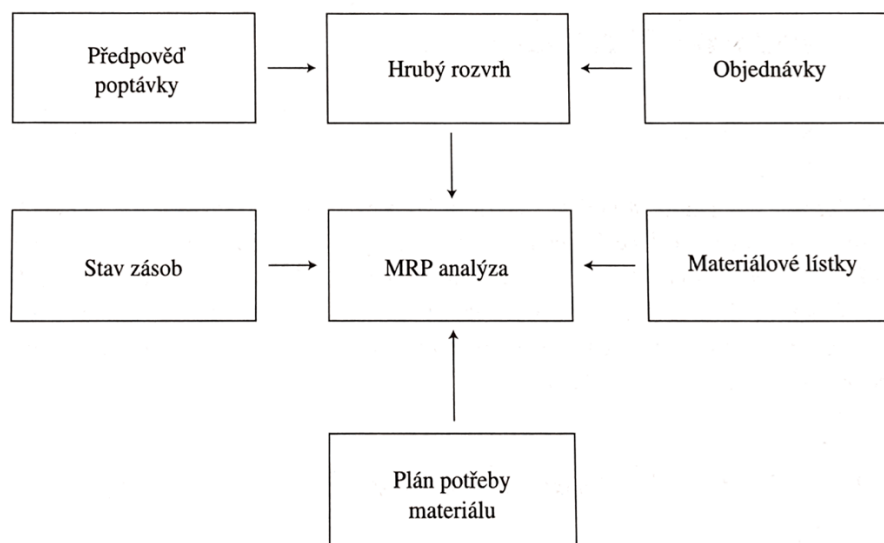 Předpověď
poptávky
Hrubý rozvrh
Objednávky
Stav zásob
MRP analýza
Materiálové lístky
Plán potřeby
materiálu